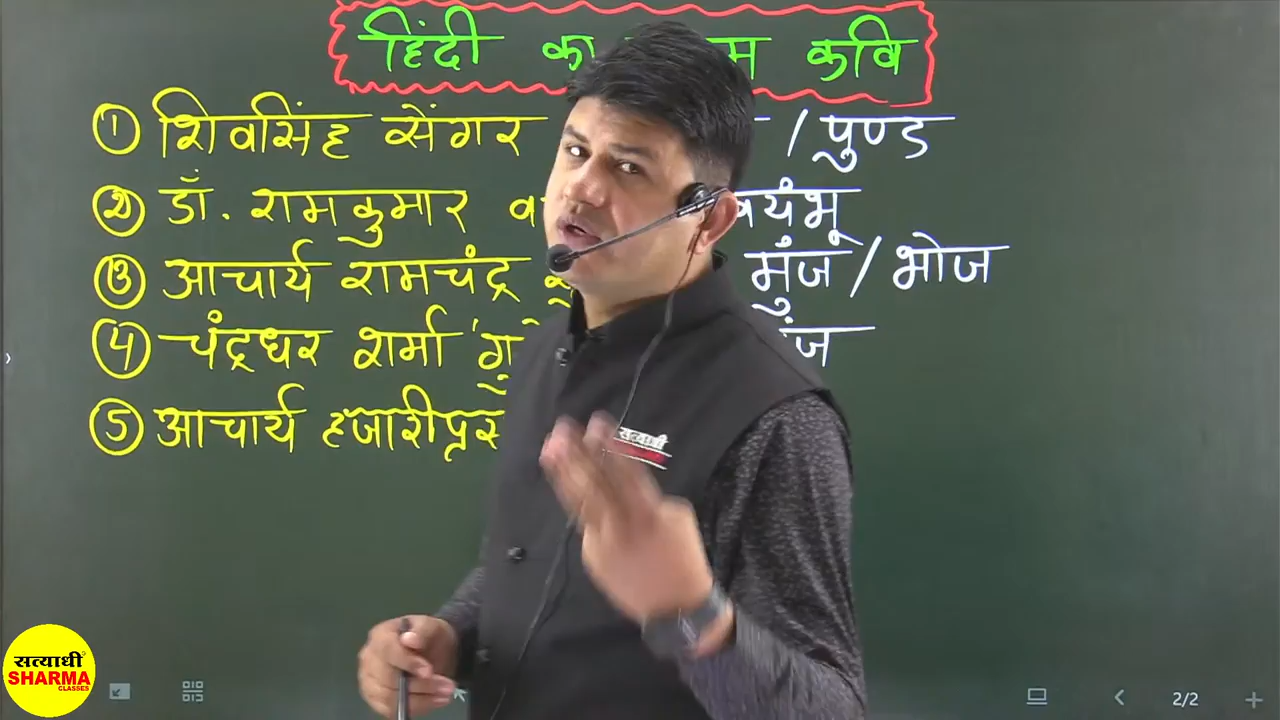 हिंदी का म कवि
① शिवसिंह सेंगर / पुण्ड
② डॉ. रामकुमार व वयंभू
③ आचार्य रामचंद्र शु मुंज / भोज
④ चंद्रधर शर्मा 'गु ंज
⑤ आचार्य हजारीप्रस
सत्यार्थी
सत्यार्थी
SHARMA
CLASSES
2/2